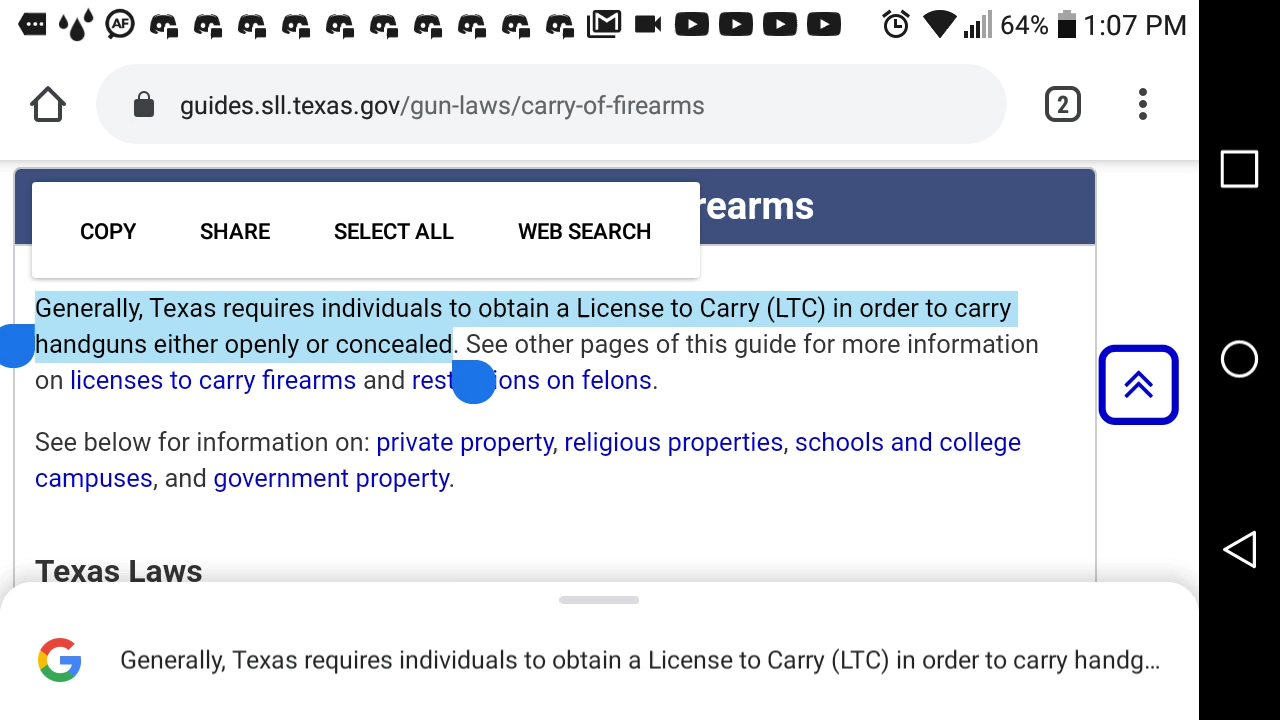 AF
64% 1:07 PM
guides.sll.texas.gov/gun-laws/carry-of-firearms
2
rearms
COPY SHARE SELECT ALL WEB SEARCH
Generally, Texas requires individuals to obtain a License to Carry (LTC) in order to carry
handguns either openly or concealed. See other pages of this guide for more information
on licenses to carry firearms and rest ions on felons.
See below for information on: private property, religious properties, schools and college
campuses, and government property.
Texas Laws
Generally, Texas requires individuals to obtain a License to Carry (LTC) in order to carry handg...